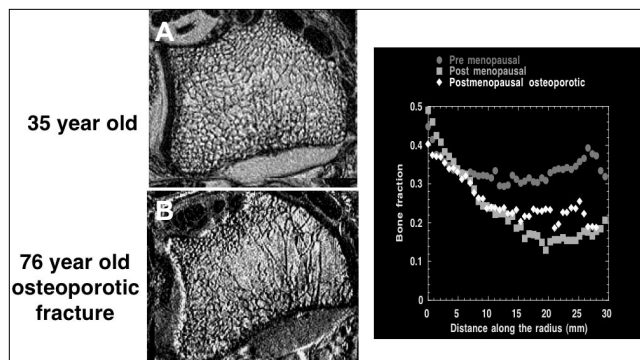 A
35 year old
B
76 year old
osteoporotic
fracture
Pre menopausal
Post menopausal
Postmenopausal osteoporotic
Bone fraction
0.5
0.4
0.3
0.2
0.1
0
0 5 10 15 20 25 30
Distance along the radius (mm)